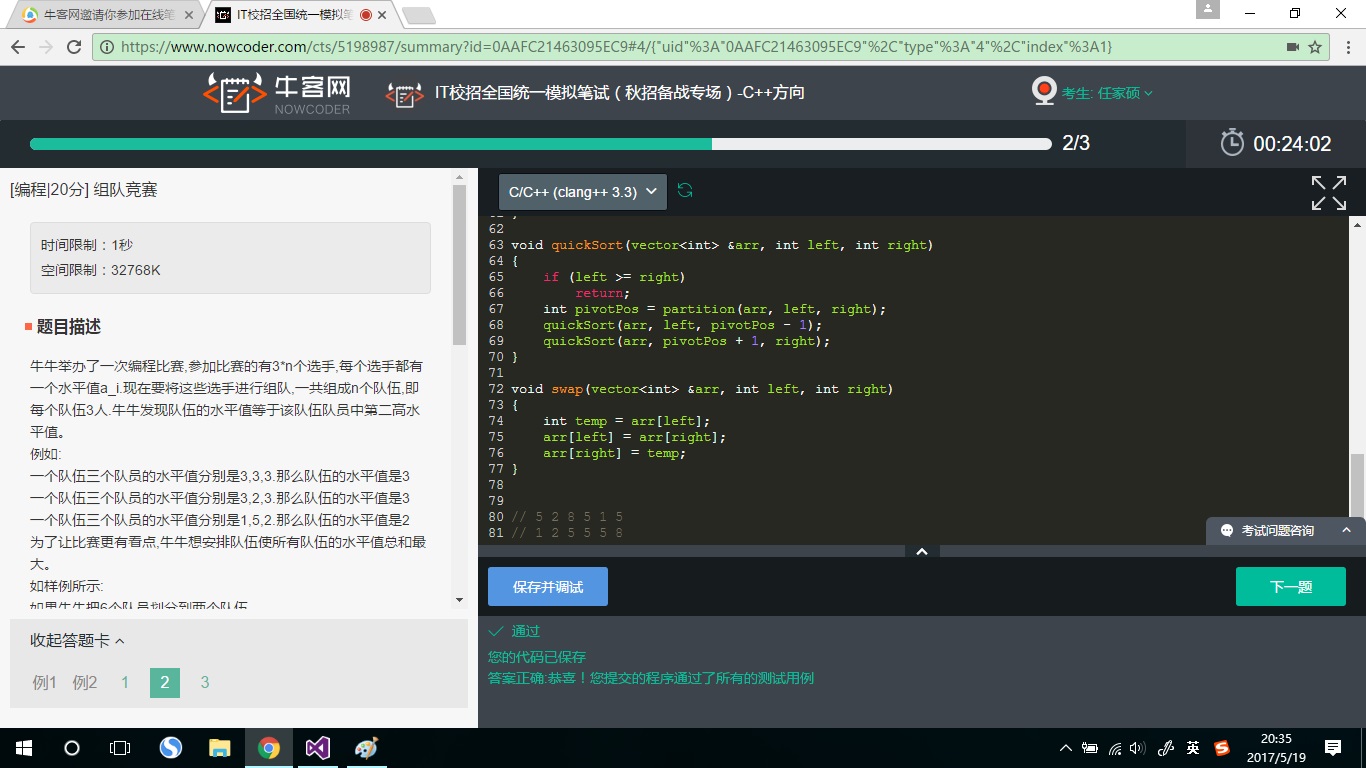 牛客网邀请你参加在线笔
IT校招全国统一模拟笔
https://www.nowcoder.com/cts/5198987/summary?id=0AAFC21463095EC9#4/{"uid"%3A"0AAFC21463095EC9"%2C"type"%3A"4"%2C"index"%3A1}
牛客网
NOWCODER
IT校招全国统一模拟笔试（秋招备战专场）-C++方向
考生: 任家硕
2/3
00:24:02
[编程|20分] 组队竞赛
时间限制：1秒
空间限制：32768K
题目描述
牛牛举办了一次编程比赛,参加比赛的有3*n个选手,每个选手都有
一个水平值a_i.现在要将这些选手进行组队,一共组成n个队伍,即
每个队伍3人.牛牛发现队伍的水平值等于该队伍队员中第二高水
平值。
例如:
一个队伍三个队员的水平值分别是3,3,3.那么队伍的水平值是3
一个队伍三个队员的水平值分别是3,2,3.那么队伍的水平值是3
一个队伍三个队员的水平值分别是1,5,2.那么队伍的水平值是2
为了让比赛更有看点,牛牛想安排队伍使所有队伍的水平值总和最
大。
如样例所示:
如果牛牛把6个队员划分到两个队伍
收起答题卡
例1 例2 1 2 3
C/C++ (clang++ 3.3)
62
63 void quickSort(vector<int> &arr, int left, int right)
64 {
65     if (left >= right)
66         return;
67     int pivotPos = partition(arr, left, right);
68     quickSort(arr, left, pivotPos - 1);
69     quickSort(arr, pivotPos + 1, right);
70 }
71
72 void swap(vector<int> &arr, int left, int right)
73 {
74     int temp = arr[left];
75     arr[left] = arr[right];
76     arr[right] = temp;
77 }
78
79
80 // 5 2 8 5 1 5
81 // 1 2 5 5 5 8
考试问题咨询
保存并调试
下一题
通过
您的代码已保存
答案正确:恭喜！您提交的程序通过了所有的测试用例
英
20:35
2017/5/19